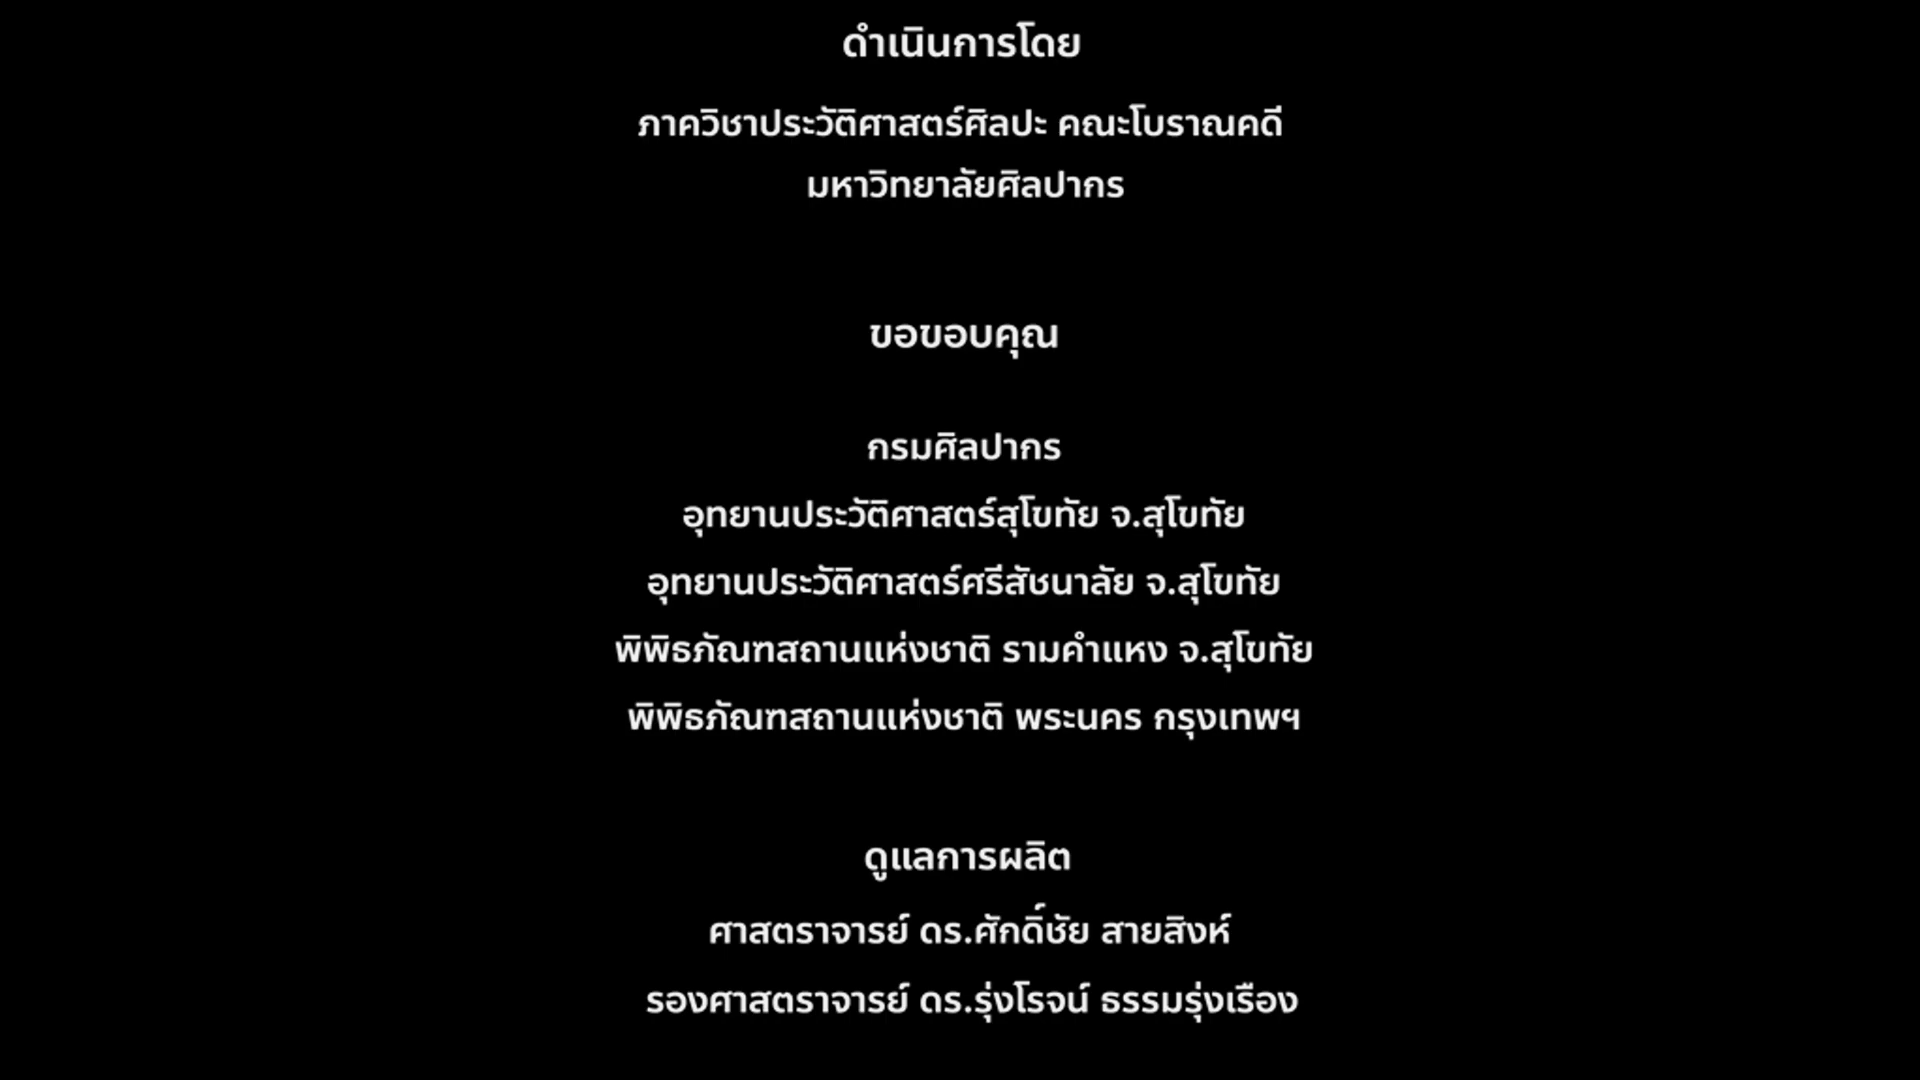 ดำเนินการโดย
ภาควิชาประวัติศาสตร์ศิลปะ คณะโบราณคดี
มหาวิทยาลัยศิลปากร
ขอขอบคุณ
กรมศิลปากร
อุทยานประวัติศาสตร์สุโขทัย จ.สุโขทัย
อุทยานประวัติศาสตร์ศรีสัชนาลัย จ.สุโขทัย
พิพิธภัณฑสถานแห่งชาติ รามคำแหง จ.สุโขทัย
พิพิธภัณฑสถานแห่งชาติ พระนคร กรุงเทพฯ
ดูแลการผลิต
ศาสตราจารย์ ดร.ศักดิ์ชัย สายสิงห์
รองศาสตราจารย์ ดร.รุ่งโรจน์ ธรรมรุ่งเรือง